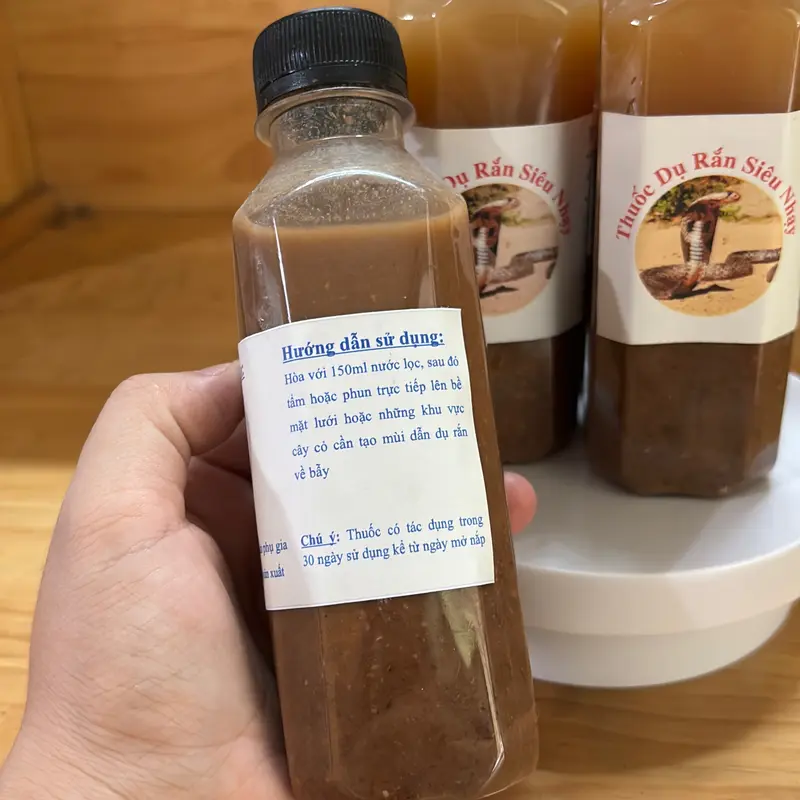 Hướng dẫn sử dụng:
Hòa với 150ml nước lọc, sau đó
tẩm hoặc phun trực tiếp lên bề
mặt lưới hoặc những khu vực
cây cỏ cần tạo mùi dẫn dụ rắn
về bẫy
Chú ý: Thuốc có tác dụng trong
30 ngày sử dụng kể từ ngày mở nắp
phụ gia
xuất
Dụ Rắn Siêu Nhạy
Thuốc Dụ Rắn Siêu Nhạy